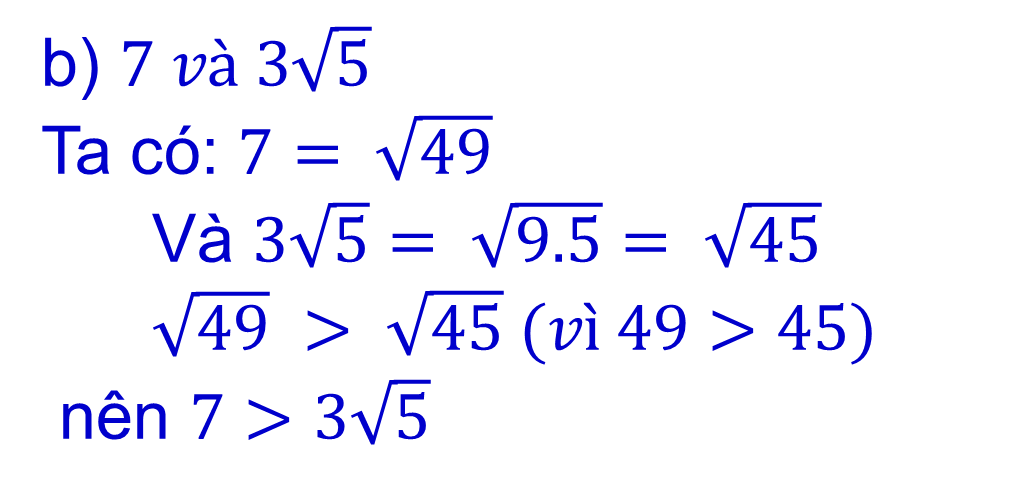 b) 7 và 3√5
Ta có: 7 = √49
Và 3√5 = √9.5 = √45
√49 > √45 (vì 49 > 45)
nên 7 > 3√5